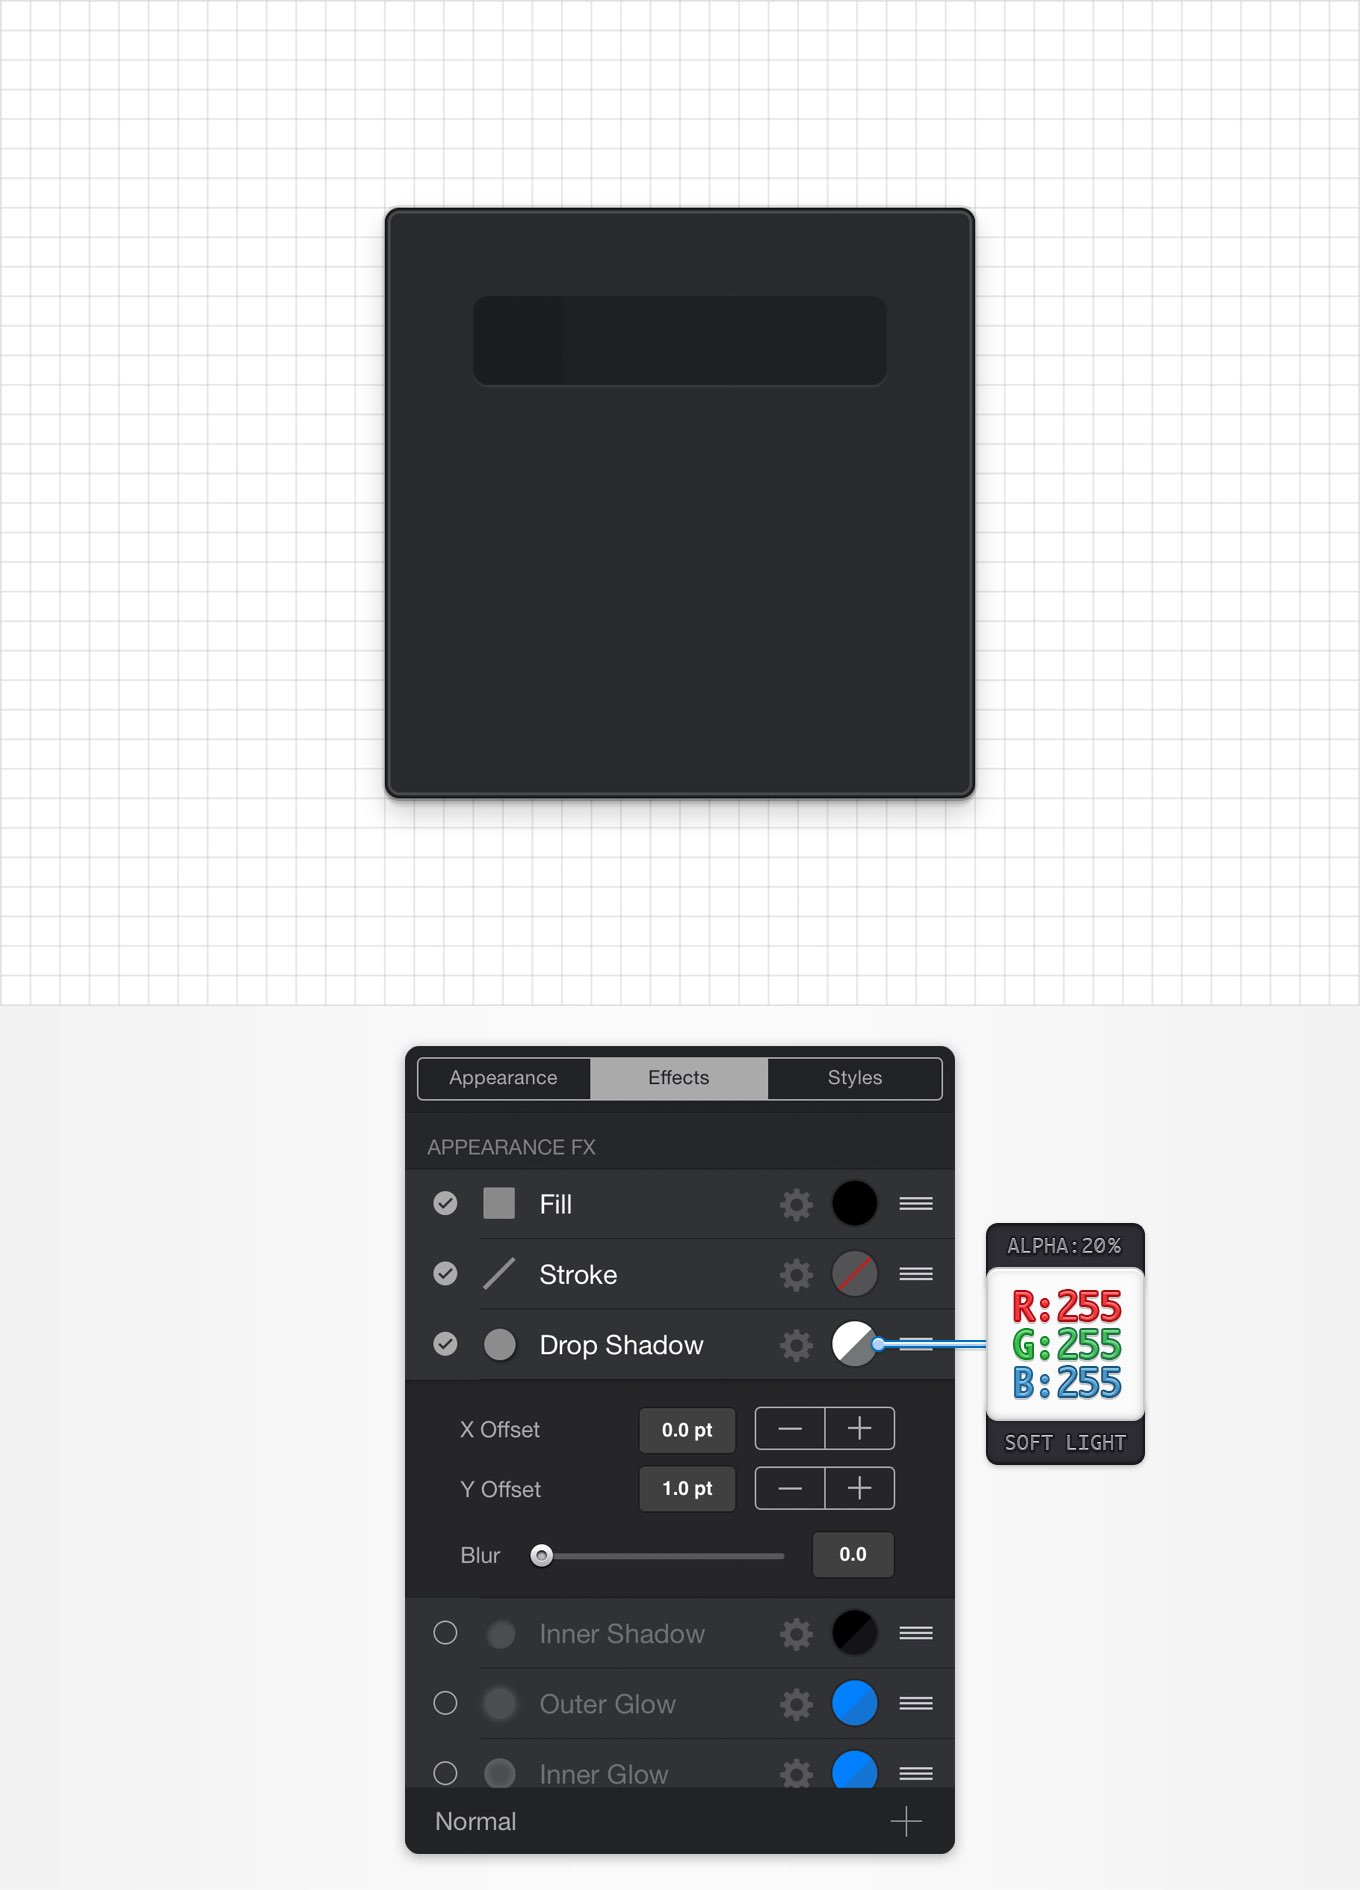 Appearance
Effects
Styles
APPEARANCE FX
Fill
Stroke
Drop Shadow
X Offset
0.0 pt
Y Offset
1.0 pt
Blur
0.0
Inner Shadow
Outer Glow
Inner Glow
Normal
ALPHA:20%
R:255
G:255
B:255
SOFT LIGHT